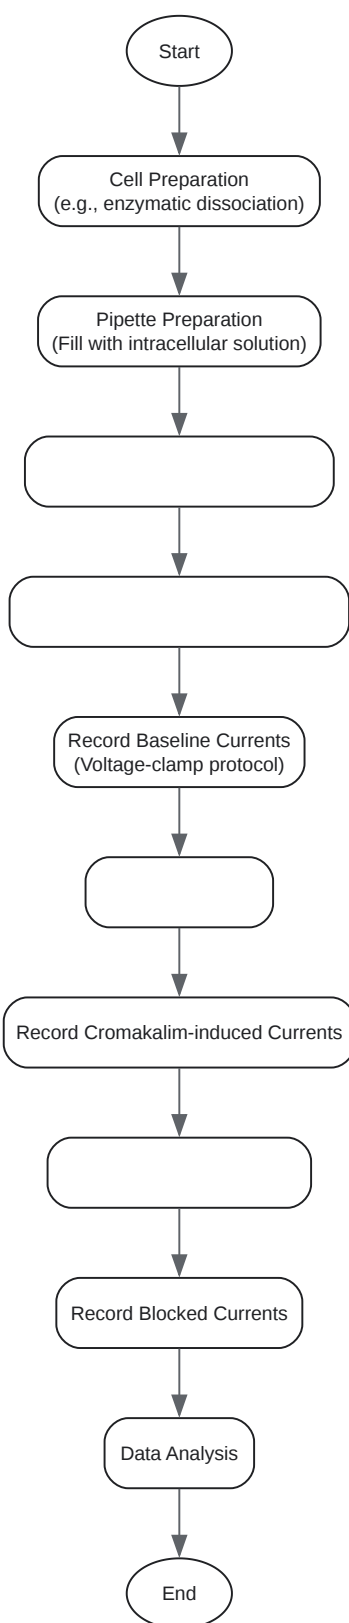 Start
Cell Preparation
(e.g., enzymatic dissociation)
Pipette Preparation
(Fill with intracellular solution)
Record Baseline Currents
(Voltage-clamp protocol)
Record Cromakalim-induced Currents
Record Blocked Currents
Data Analysis
End